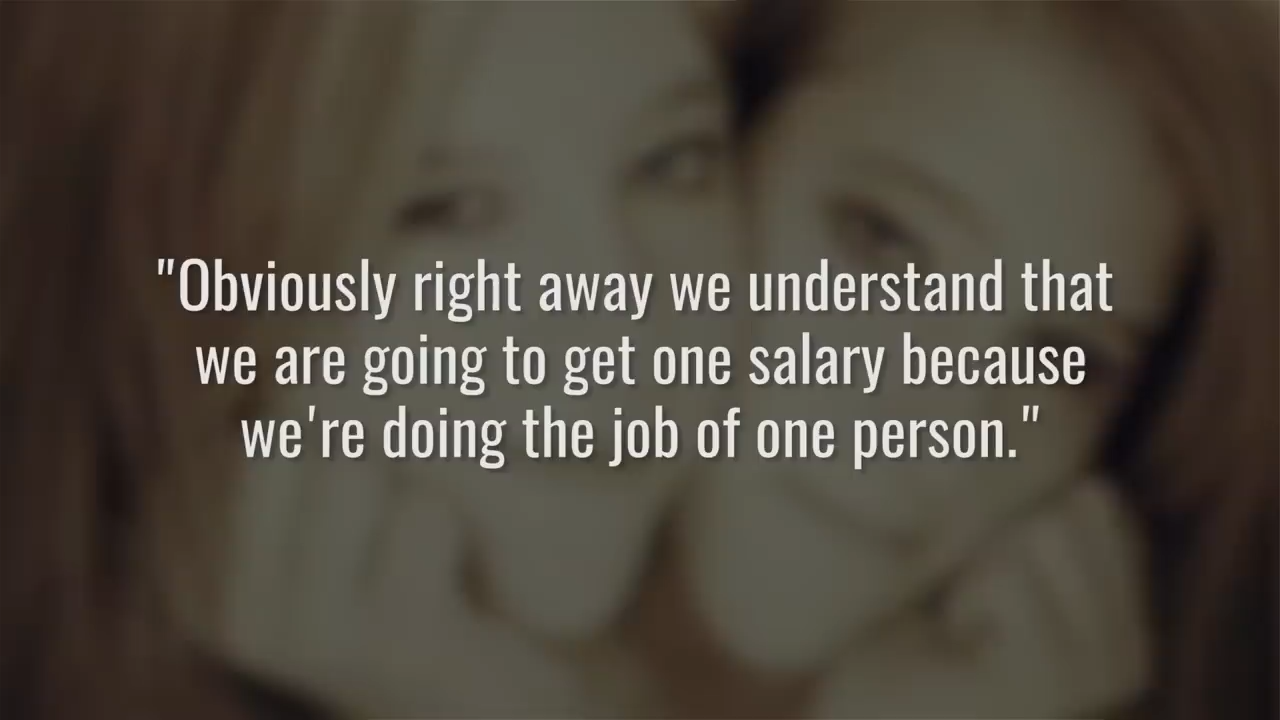 "Obviously right away we understand that
we are going to get one salary because
we're doing the job of one person."